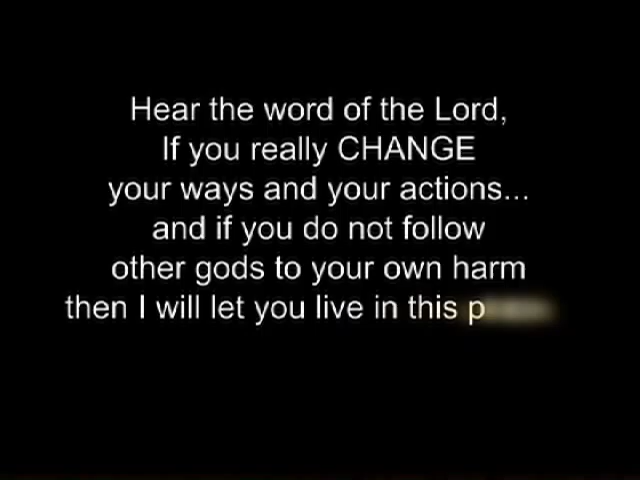 Hear the word of the Lord,
If you really CHANGE
your ways and your actions...
and if you do not follow
other gods to your own harm
then I will let you live in this